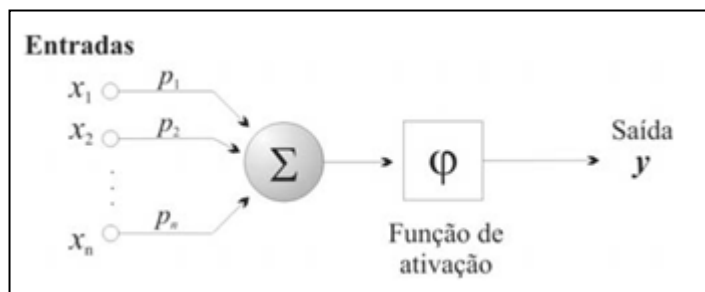 Entradas
x₁ p₁
x₂ p₂
Σ φ
Saída
y
. . . .
xₙ pₙ
Função de
ativação